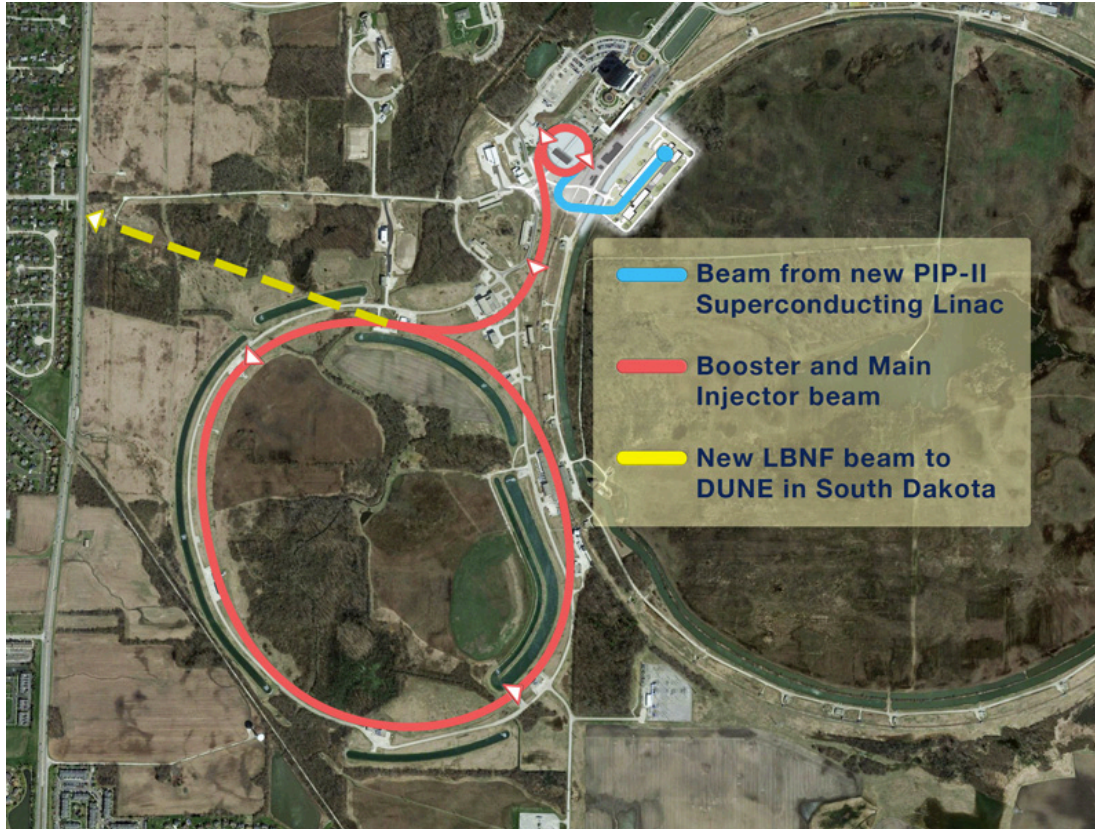 Beam from new PIP-II
Superconducting Linac
Booster and Main
Injector beam
New LBNF beam to
DUNE in South Dakota